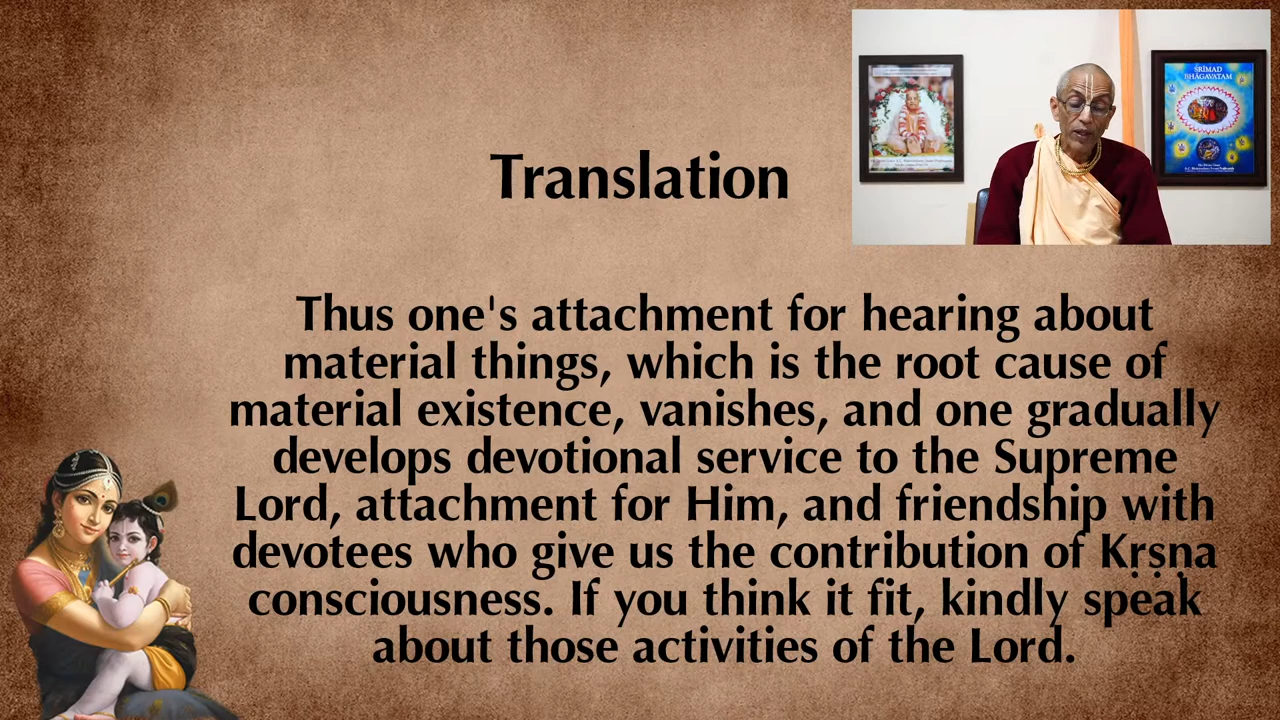 Translation
ŚRĪMAD
BHĀGAVATAM
Thus one's attachment for hearing about
material things, which is the root cause of
material existence, vanishes, and one gradually
develops devotional service to the Supreme
Lord, attachment for Him, and friendship with
devotees who give us the contribution of Kṛṣṇa
consciousness. If you think it fit, kindly speak
about those activities of the Lord.